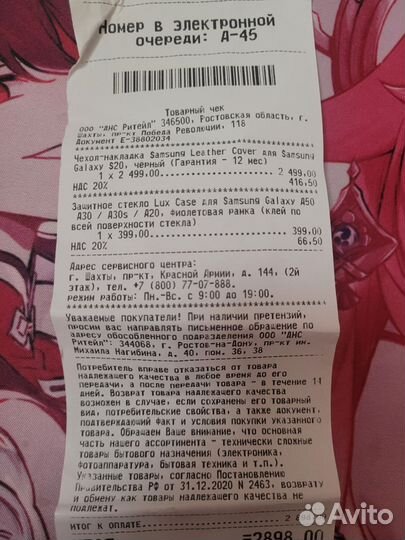 Номер в электронной
очереди: А-45
Товарный чек
ООО "ДНС Ритейл" 346500, Ростовская область, г.
Шахты, пр-кт Победа Революции, 118
Документ Е-38802034
Чехол-накладка Samsung Leather Cover для Samsung
Galaxy S20, чёрный (Гарантия - 12 мес)
1 x 2 499,00 2 499,00
НДС 20% 416,50
Защитное стекло Lux Case для Samsung Galaxy A50
A30 / A30s / A20, фиолетовая рамка (клей по
всей поверхности стекла)
1 x 399,00 399,00
НДС 20% 66,50
Адрес сервисного центра:
г. Шахты, пр-кт. Красной Армии, д. 144, (2й
этаж), тел. +7 (800) 77-07-888.
режим работы: Пн.-Вс. с 9:00 до 19:00.
Уважаемые покупатели! При наличии претензий,
просим вас направлять письменное обращение по
адресу обособленного подразделения ООО "ДНС
Ритейл": 344068, г. Ростов-на-Дону, пр-кт им.
Михаила Нагибина, д. 40, пом. 36, 38
Потребитель вправе отказаться от товара
надлежащего качества в любое время до его
передачи, а после передачи товара - в течение 14
дней. Возврат товара надлежащего качества
возможен в случае, если сохранены его товарный
вид, потребительские свойства, а также документ,
подтверждающий факт и условия покупки указанного
товара. Обращаем Ваше внимание, что основная
часть нашего ассортимента - технически сложные
товары бытового назначения (электроника,
фотоаппаратура, бытовая техника и т.п.).
Указанные товары, согласно Постановлению
Правительства РФ от 31.12.2020 N 2463, возврату
и обмену как товары надлежащего качества не
подлежат.
ИТОГ К ОПЛАТЕ
=2898.00
Avito